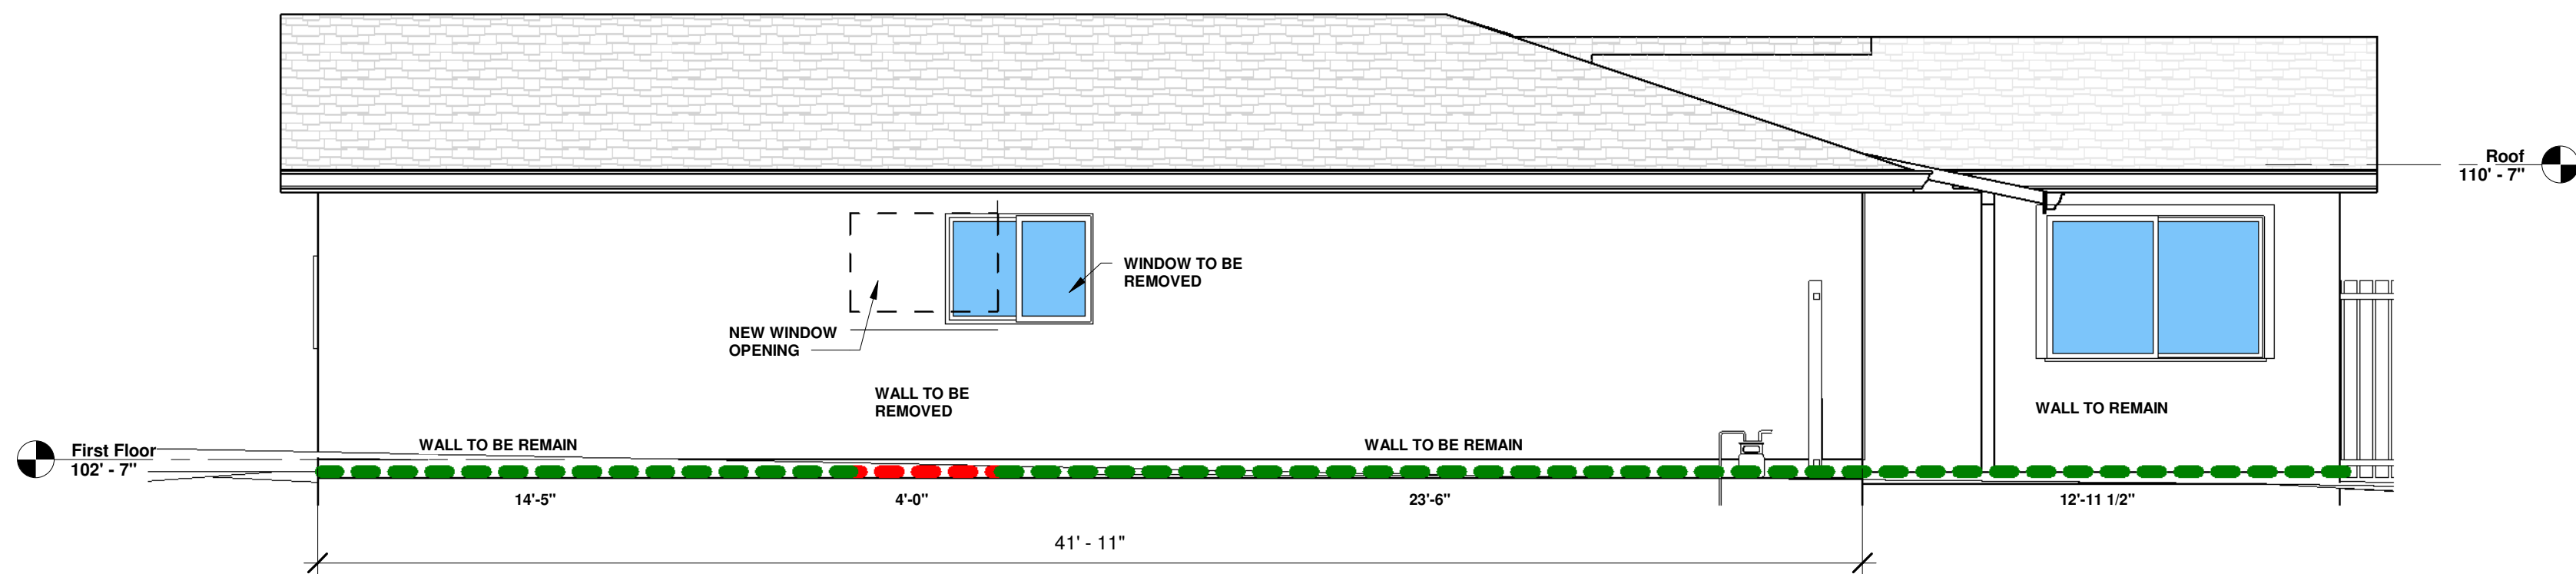 Roof
110' - 7"
WINDOW TO BE
REMOVED
NEW WINDOW
OPENING
WALL TO BE
REMOVED
WALL TO REMAIN
First Floor
102' - 7"
WALL TO BE REMAIN
WALL TO BE REMAIN
14'-5"
4'-0"
23'-6"
12'-11 1/2"
41' - 11"